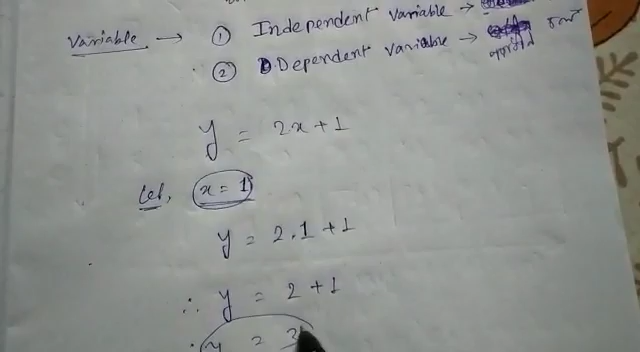 Variable → ① Independent Variable →
② Dependent Variable →
y = 2x+1
Let, x = 1
y = 2.1 +1
∴ y = 2 +1
∴ y = 3